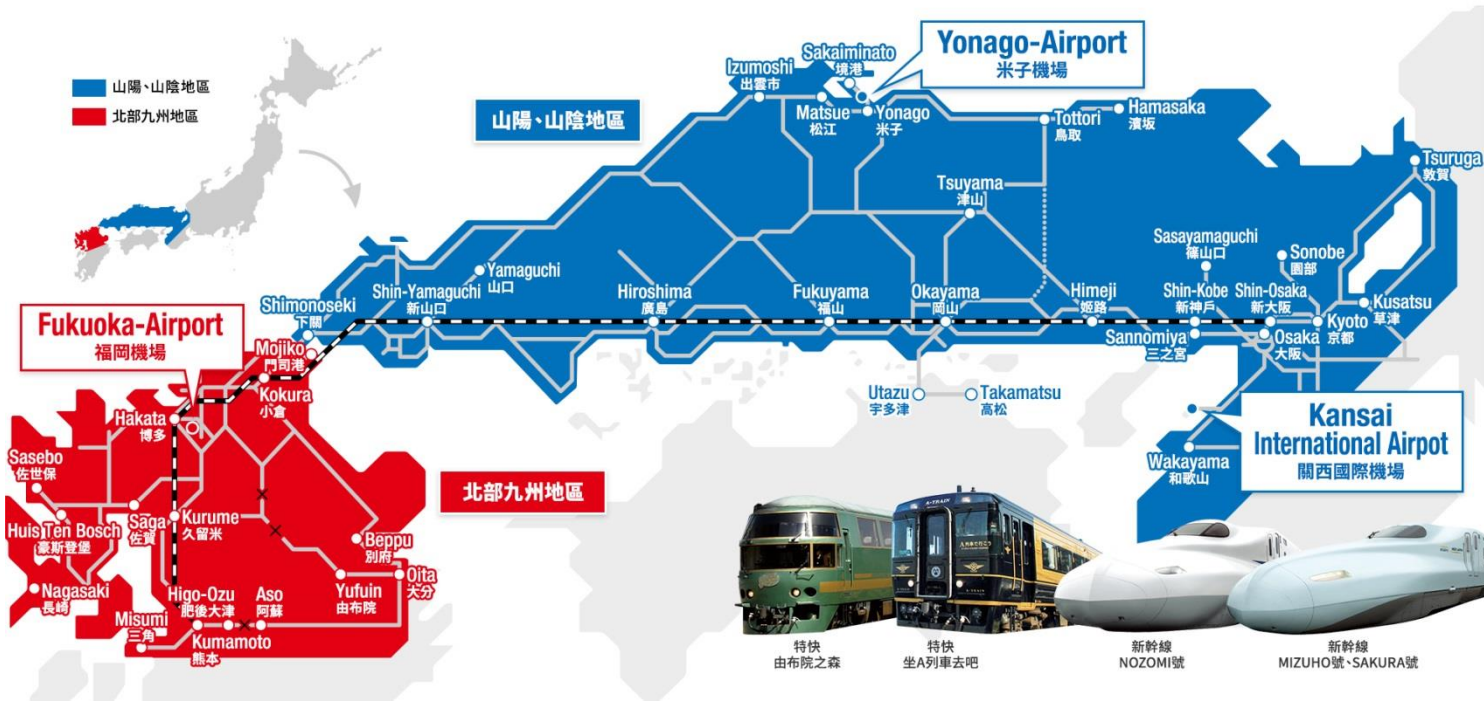 山陽、山陰地區
北部九州地區
山陽、山陰地區
Yonago-Airport
米子機場
Sakaiminato
境港
Izumoshi
出雲市
Matsue
松江
Yonago
米子
Tottori
鳥取
Hamasaka
濱坂
Tsuruga
敦賀
Tsuyama
津山
Sasayamaguchi
篠山口
Sonobe
園部
Yamaguchi
山口
Shimonoseki
下關
Shin-Yamaguchi
新山口
Hiroshima
廣島
Fukuyama
福山
Okayama
岡山
Himeji
姬路
Shin-Kobe
新神戶
Shin-Osaka
新大阪
Kusatsu
草津
Kyoto
京都
Sannomiya
三之宮
Osaka
大阪
Fukuoka-Airport
福岡機場
Mojiko
門司港
Kokura
小倉
Hakata
博多
Utazu
宇多津
Takamatsu
高松
Kansai
International Airpot
關西國際機場
Wakayama
和歌山
Sasebo
佐世保
北部九州地區
Huis Ten Bosch
豪斯登堡
Saga
佐賀
Kurume
久留米
Beppu
別府
Nagasaki
長崎
Higo-Ozu
肥後大津
Aso
阿蘇
Yufuin
由布院
Oita
大分
Misumi
三角
Kumamoto
熊本
A-TRAIN
特快
由布院之森
特快
坐A列車去吧
新幹線
NOZOMI號
新幹線
MIZUHO號、SAKURA號